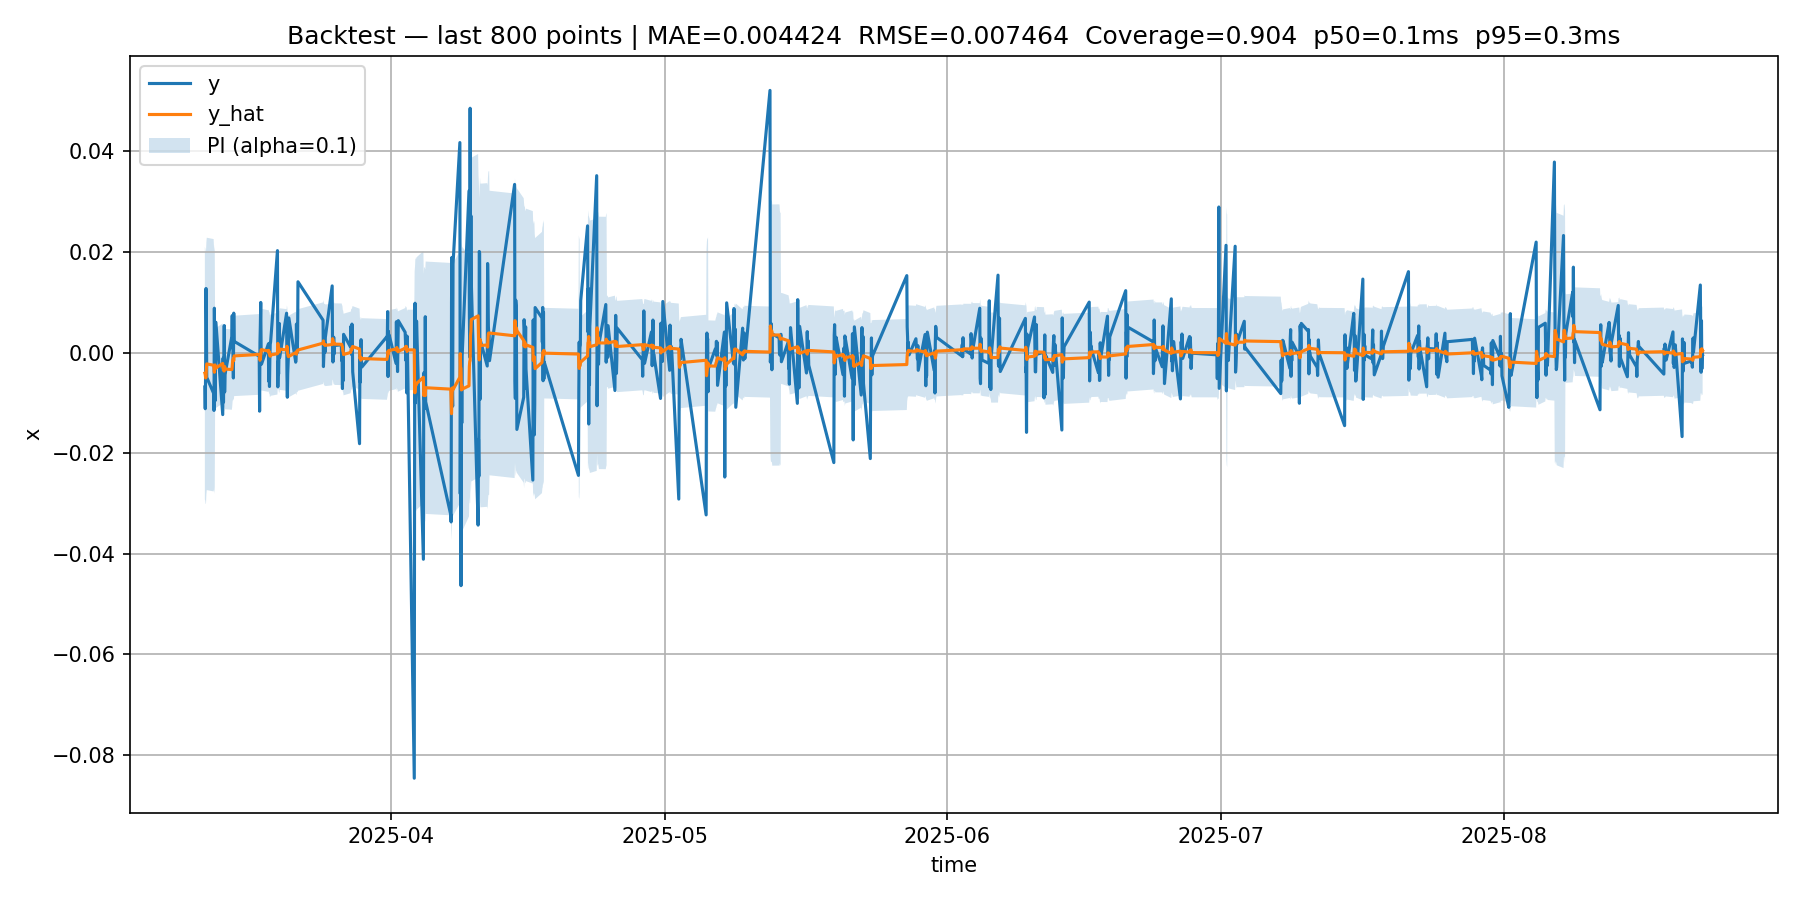 Backtest — last 800 points | MAE=0.004424  RMSE=0.007464  Coverage=0.904  p50=0.1ms  p95=0.3ms
y
y_hat
PI (alpha=0.1)
0.04
0.02
0.00
−0.02
−0.04
−0.06
−0.08
x
2025-04
2025-05
2025-06
2025-07
2025-08
time